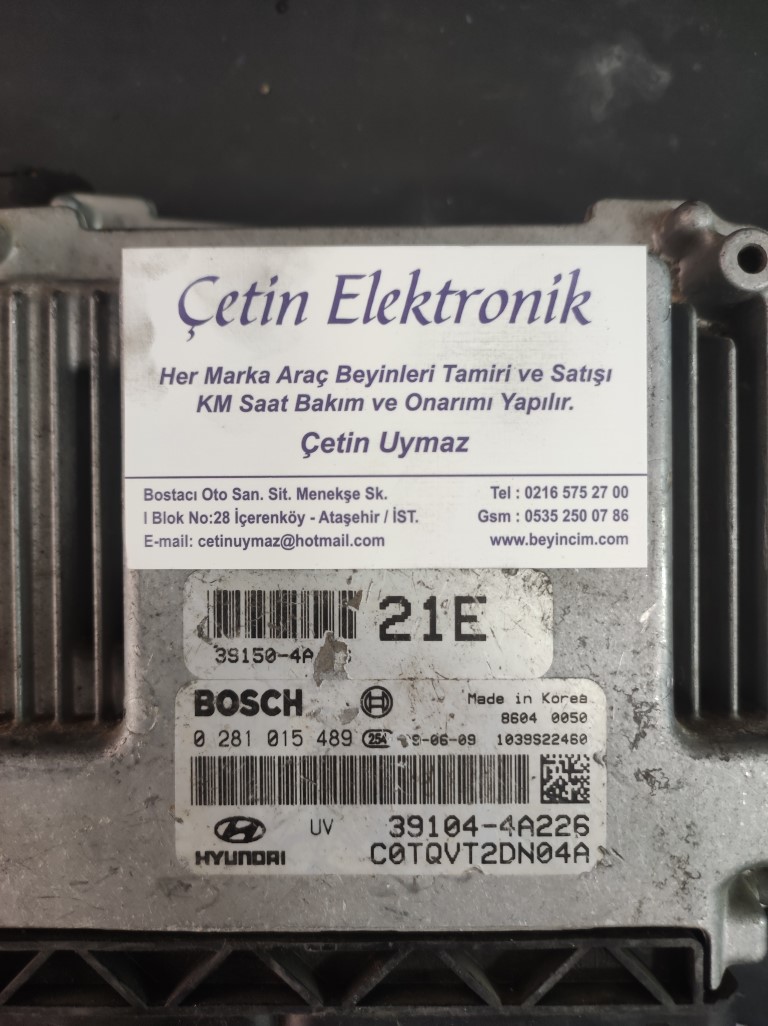 Çetin Elektronik
Her Marka Araç Beyinleri Tamiri ve Satışı
KM Saat Bakım ve Onarımı Yapılır.
Çetin Uymaz
Bostacı Oto San. Sit. Menekşe Sk.
I Blok No:28 İçerenköy - Ataşehir / İST.
E-mail: cetinuymaz@hotmail.com
Tel : 0216 575 27 00
Gsm : 0535 250 07 86
www.beyincim.com
21E
BOSCH
Made in Korea
8604 0050
0 281 015 489 254
1039S22460
HYUNDAI
UV
39104-4A226
C0TQVT2DN04A